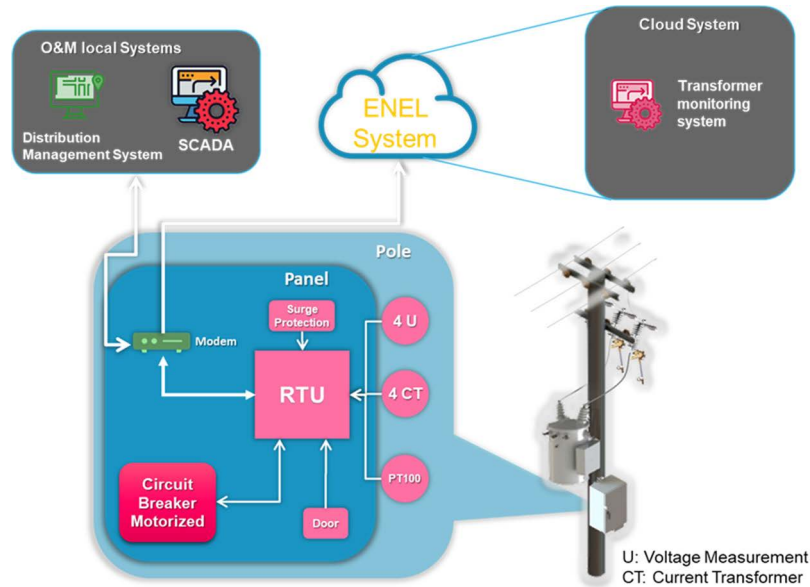 O&M local Systems
Distribution
Management System
SCADA
ENEL
System
Cloud System
Transformer
monitoring
system
Pole
Panel
Modem
Surge
Protection
RTU
4 U
4 CT
PT100
Circuit
Breaker
Motorized
Door
U: Voltage Measurement
CT: Current Transformer